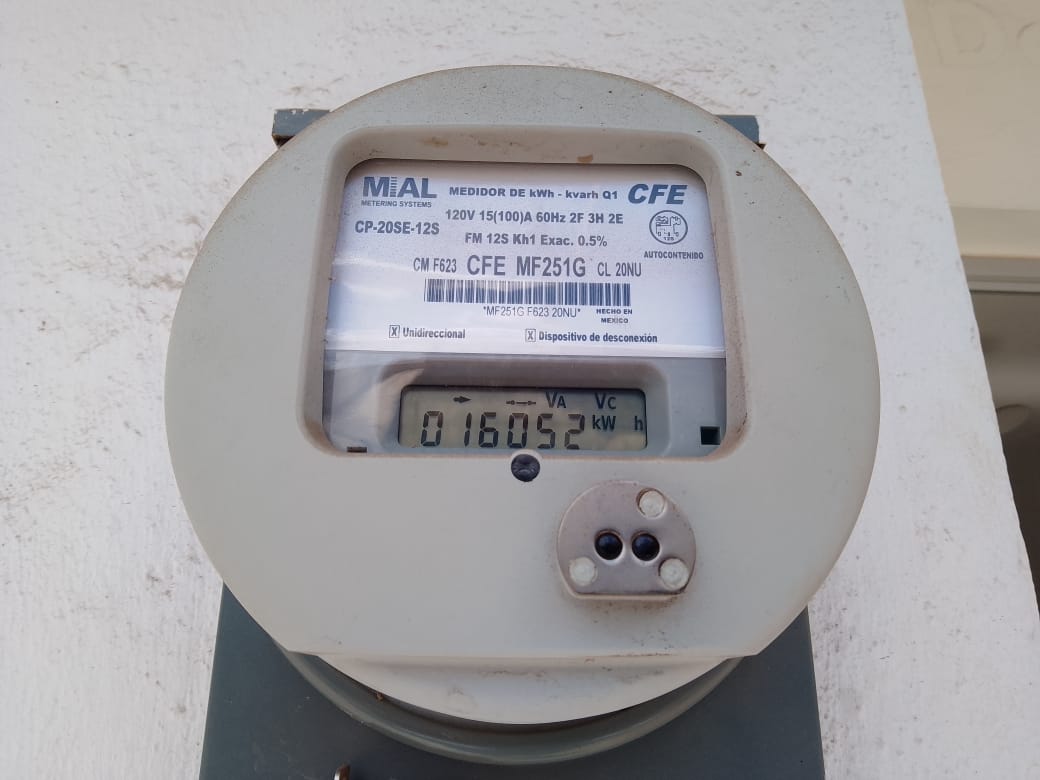 MIAL
METERING SYSTEMS
MEDIDOR DE kWh - kvarh Q1
CFE
120V 15(100)A 60Hz 2F 3H 2E
CP-20SE-12S
FM 12S Kh1 Exac. 0.5%
AUTOCONTENIDO
CM F623 CFE MF251G CL 20NU
*MF251G F623 20NU*
HECHO EN
MEXICO
X Unidireccional
X Dispositivo de desconexión
VA VC
016052 kW h